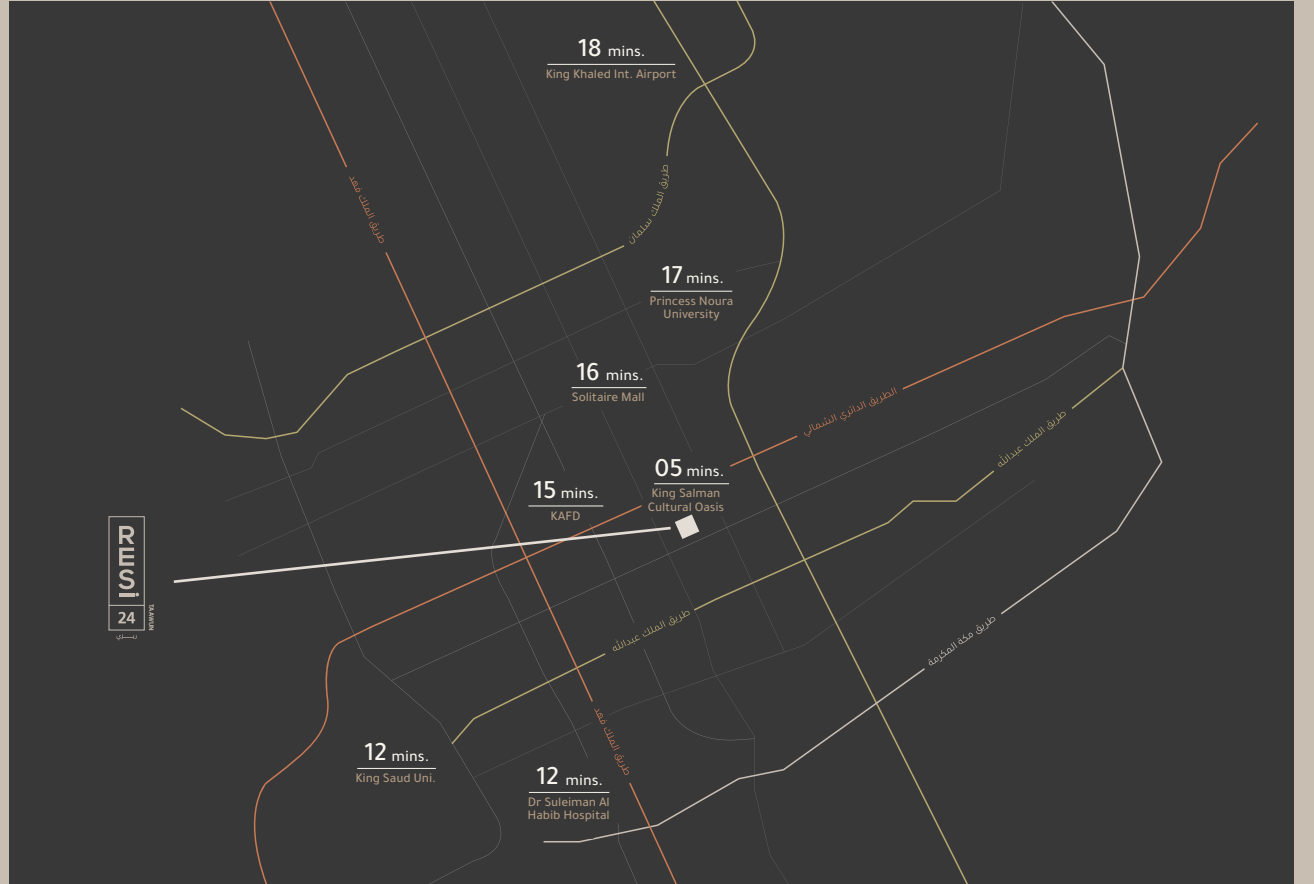 18 mins.
King Khaled Int. Airport
طريق الملك فهد
طريق الملك سلمان
17 mins.
Princess Noura
University
16 mins.
Solitaire Mall
الطريق الدائري الشمالي
طريق الملك عبدالله
05 mins.
King Salman
Cultural Oasis
15 mins.
KAFD
RESI
24
TAAWUN
ريـــزي
طريق الملك عبدالله
طريق مكة المكرمة
طريق الملك فهد
12 mins.
King Saud Uni.
12 mins.
Dr Suleiman Al
Habib Hospital